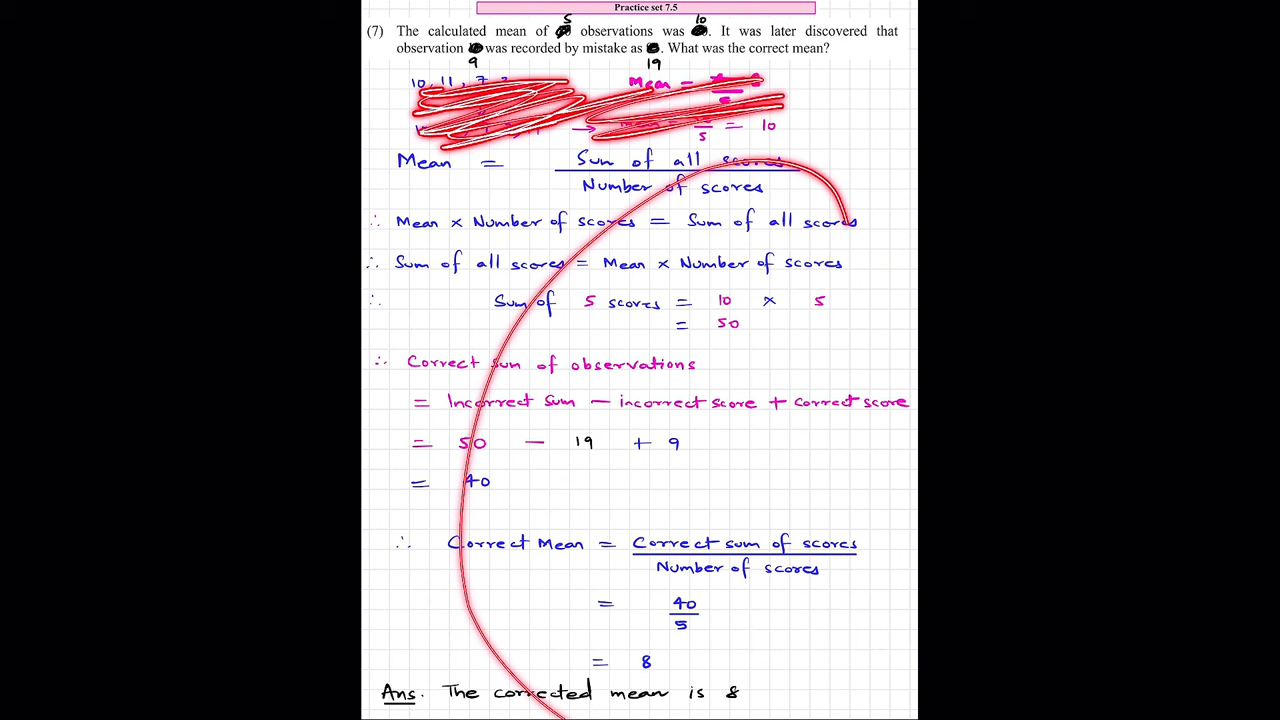 Practice set 7.5
5 10
(7) The calculated mean of observations was . It was later discovered that
observation was recorded by mistake as . What was the correct mean?
9 19
10, 11, 7,
Mean =
5 = 10
Mean = Sum of all scores
Number of scores
∴ Mean × Number of scores = Sum of all scores
∴ Sum of all scores = Mean × Number of scores
∴ Sum of 5 scores = 10 × 5
= 50
∴ Correct sum of observations
= Incorrect sum − incorrect score + correct score
= 50 − 19 + 9
= 40
∴ Correct Mean = Correct sum of scores
Number of scores
= 40
5
= 8
Ans. The corrected mean is 8